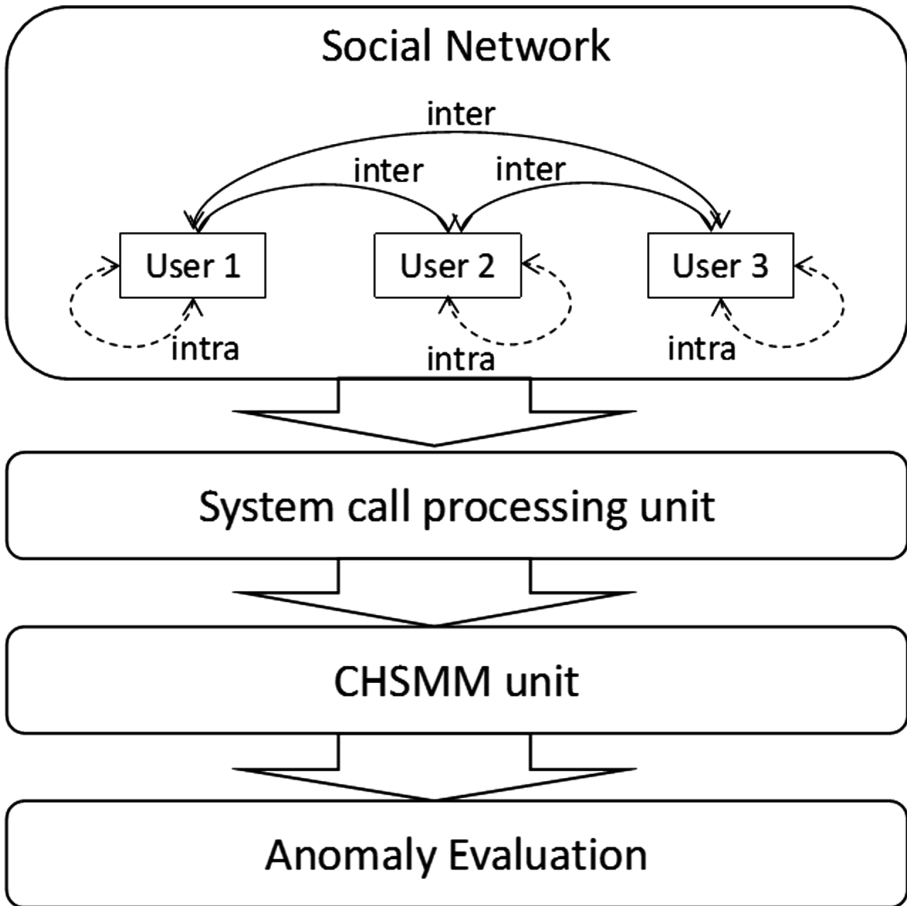 Social Network
inter
inter inter
User 1 User 2 User 3
intra intra intra
System call processing unit
CHSMM unit
Anomaly Evaluation